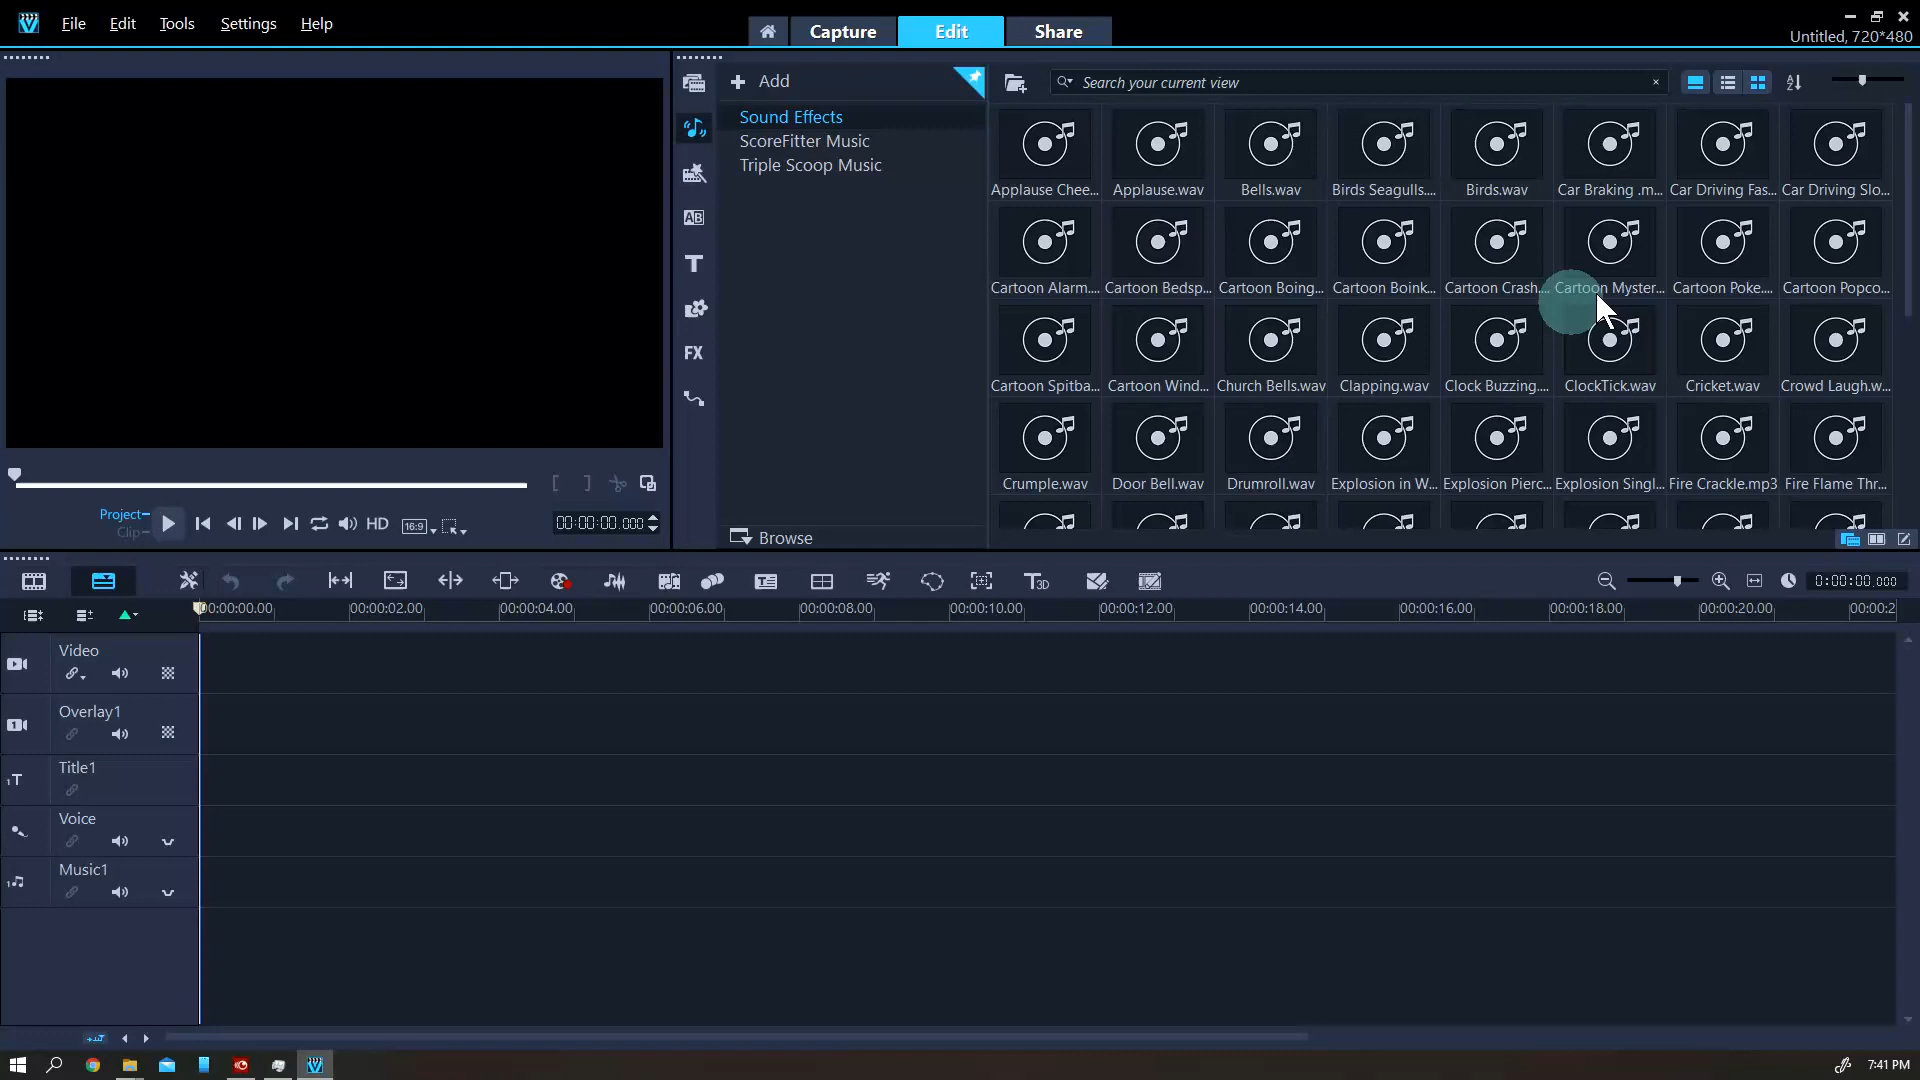 File Edit Tools Settings Help
Capture Edit Share
Untitled, 720*480
Add
Search your current view
Sound Effects
ScoreFitter Music
Triple Scoop Music
Browse
Applause Chee... Applause.wav Bells.wav Birds Seagulls.... Birds.wav Car Braking .m... Car Driving Fas... Car Driving Slo...
Cartoon Alarm.... Cartoon Bedsp... Cartoon Boing... Cartoon Boink... Cartoon Crash.... Cartoon Myster... Cartoon Poke.... Cartoon Popco...
Cartoon Spitba... Cartoon Wind... Church Bells.wav Clapping.wav Clock Buzzing.... ClockTick.wav Cricket.wav Crowd Laugh.w...
Crumple.wav Door Bell.wav Drumroll.wav Explosion in W... Explosion Pierc... Explosion Singl... Fire Crackle.mp3 Fire Flame Thr...
Project
Clip
HD 16:9 00:00:00.000
AB
T
FX
T3D
0:00:00.000
00:00:00.00 00:00:02.00 00:00:04.00 00:00:06.00 00:00:08.00 00:00:10.00 00:00:12.00 00:00:14.00 00:00:16.00 00:00:18.00 00:00:20.00 00:00:2
Video
Overlay1
Title1
Voice
Music1
7:41 PM